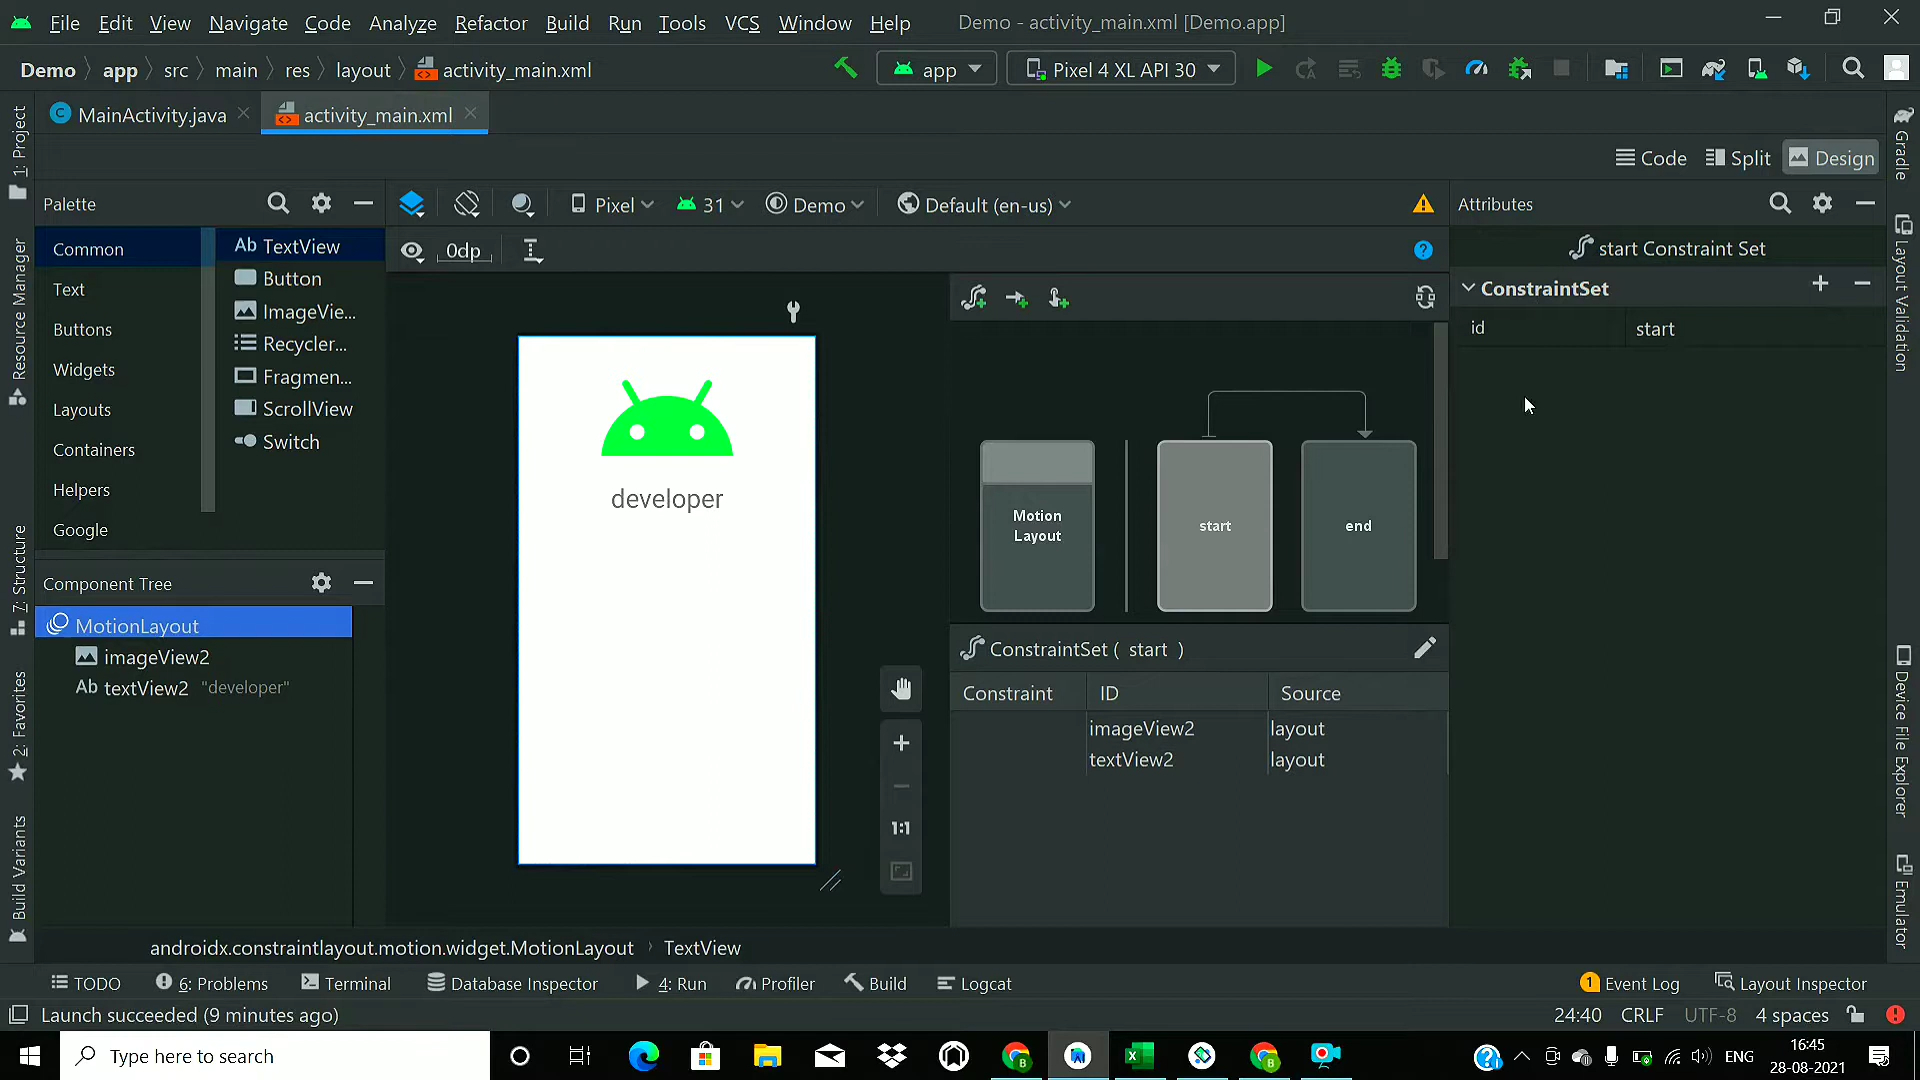 File Edit View Navigate Code Analyze Refactor Build Run Tools VCS Window Help Demo - activity_main.xml [Demo.app]
Demo app src main res layout activity_main.xml app Pixel 4 XL API 30
MainActivity.java activity_main.xml
Code Split Design
Palette Pixel 31 Demo Default (en-us) Attributes
0dp ? start Constraint Set
Common
Text
Buttons
Widgets
Layouts
Containers
Helpers
Google
Ab TextView
Button
ImageVie...
Recycler...
Fragmen...
ScrollView
Switch
ConstraintSet
id start
developer
Motion
Layout
start
end
Component Tree
MotionLayout
imageView2
Ab textView2 "developer"
ConstraintSet ( start )
Constraint ID Source
imageView2 layout
textView2 layout
1:1
1: Project
Resource Manager
7: Structure
2: Favorites
Build Variants
Gradle
Layout Validation
Device File Explorer
Emulator
androidx.constraintlayout.motion.widget.MotionLayout TextView
TODO 6: Problems Terminal Database Inspector 4: Run Profiler Build Logcat 1 Event Log Layout Inspector
Launch succeeded (9 minutes ago) 24:40 CRLF UTF-8 4 spaces
Type here to search ENG 16:45
28-08-2021